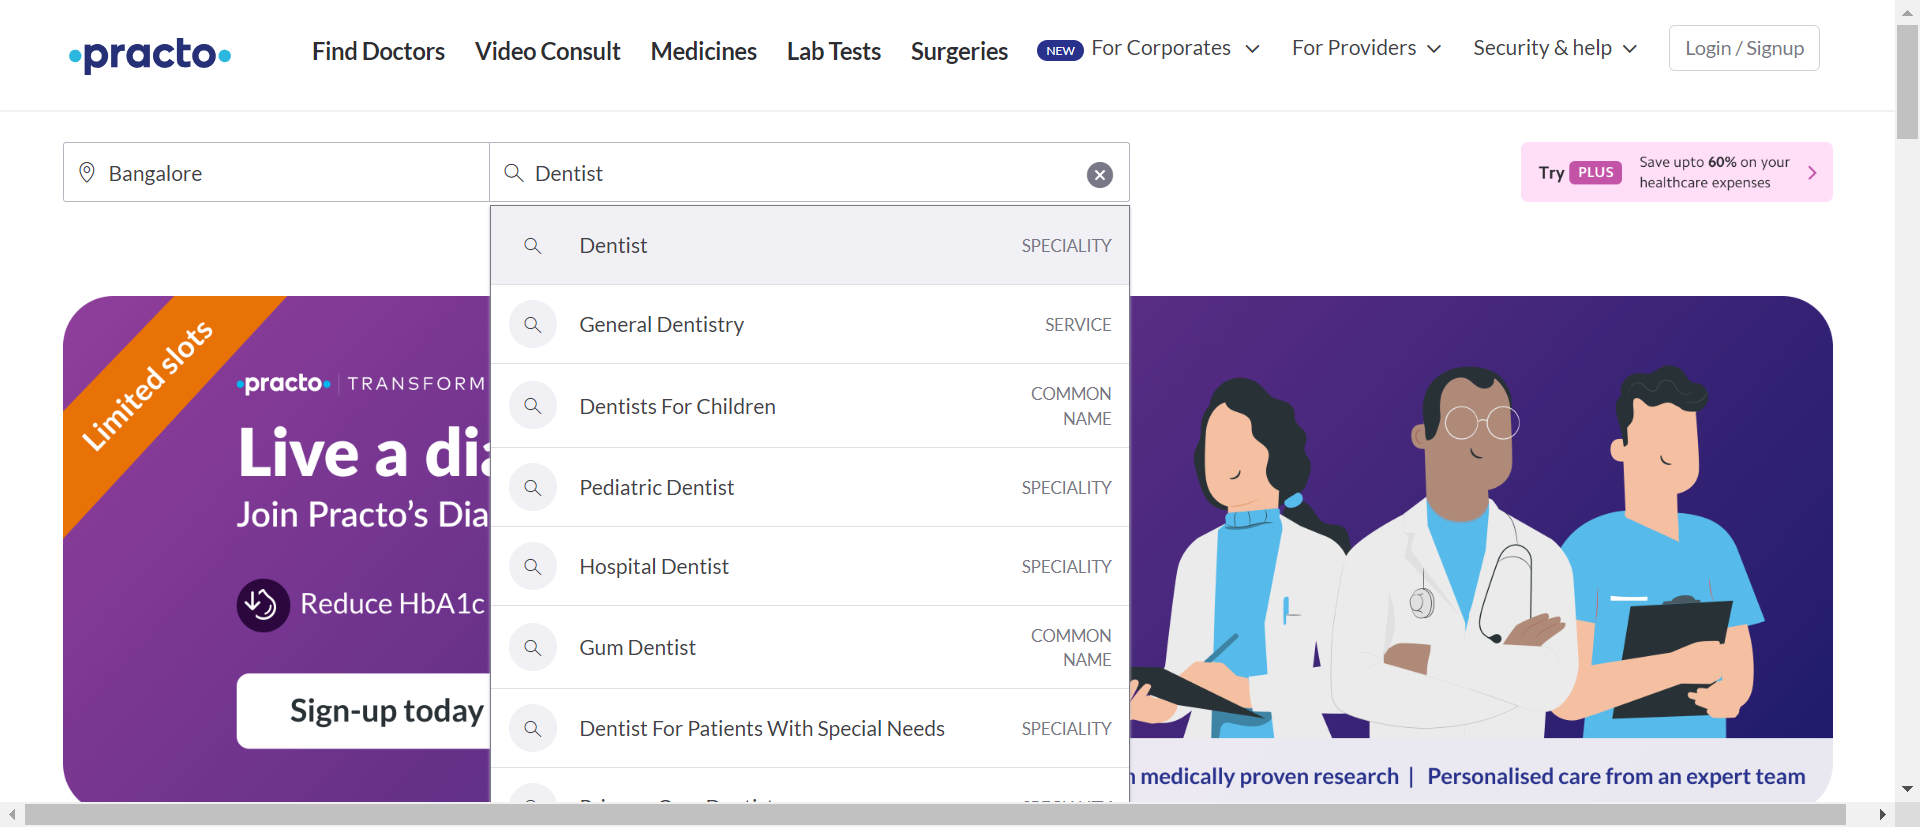 practo
Find Doctors
Video Consult
Medicines
Lab Tests
Surgeries
NEW
For Corporates
For Providers
Security & help
Login / Signup
Bangalore
Dentist
Try PLUS
Save upto 60% on your
healthcare expenses
Dentist SPECIALITY
General Dentistry SERVICE
Dentists For Children COMMON
NAME
Pediatric Dentist SPECIALITY
Hospital Dentist SPECIALITY
Gum Dentist COMMON
NAME
Dentist For Patients With Special Needs SPECIALITY
Limited slots
practo TRANSFORM
Live a
Join Practo's
Reduce HbA1c
Sign-up today
medically proven research | Personalised care from an expert team